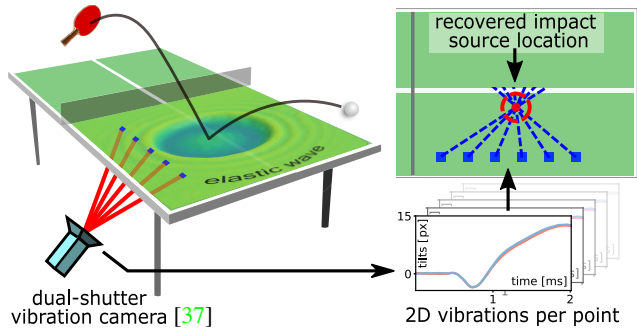 recovered impact
source location
elastic wave
15
tilts [px]
0
time [ms]
1
2
dual-shutter
vibration camera [37]
2D vibrations per point